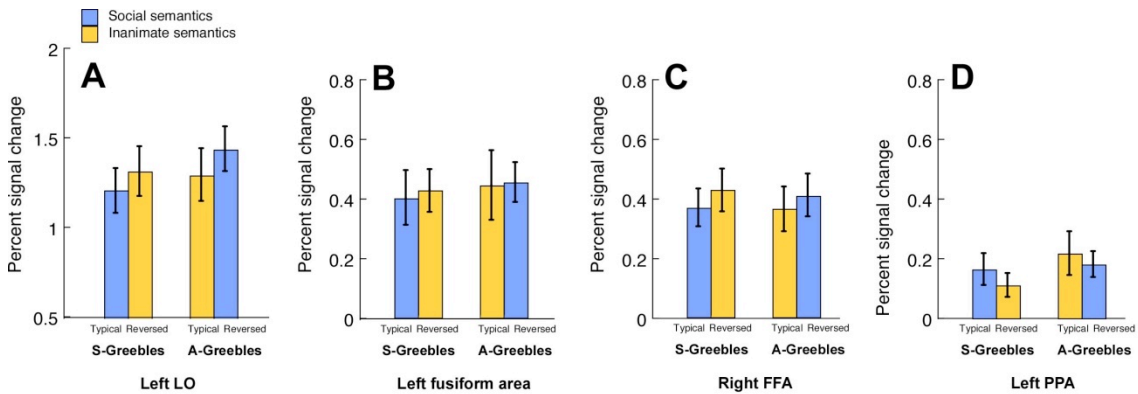 Social semantics
Inanimate semantics
A
Percent signal change
2
1.5
1
0.5
Typical Reversed Typical Reversed
S-Greebles A-Greebles
Left LO
B
Percent signal change
0.8
0.6
0.4
0.2
0
Typical Reversed Typical Reversed
S-Greebles A-Greebles
Left fusiform area
C
Percent signal change
0.8
0.6
0.4
0.2
0
Typical Reversed Typical Reversed
S-Greebles A-Greebles
Right FFA
D
Percent signal change
0.8
0.6
0.4
0.2
0
Typical Reversed Typical Reversed
S-Greebles A-Greebles
Left PPA